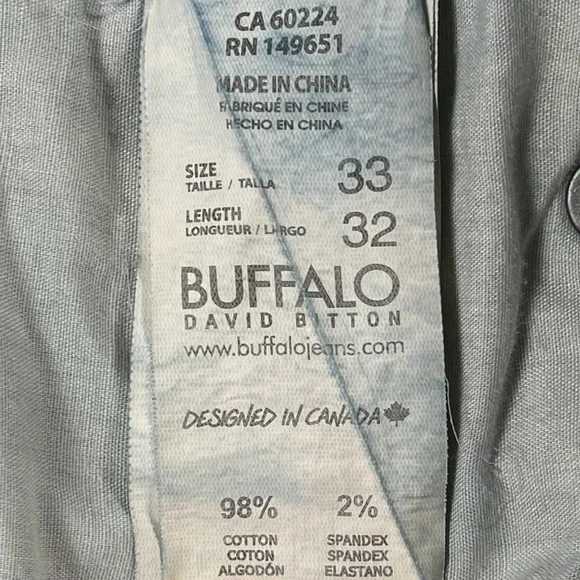 CA 60224
RN 149651
MADE IN CHINA
FABRIQUÉ EN CHINE
HECHO EN CHINA
SIZE 33
TAILLE / TALLA
LENGTH 32
LONGUEUR / LARGO
BUFFALO
DAVID BITTON
www.buffalojeans.com
DESIGNED IN CANADA
98% 2%
COTTON SPANDEX
COTON SPANDEX
ALGODÓN ELASTANO